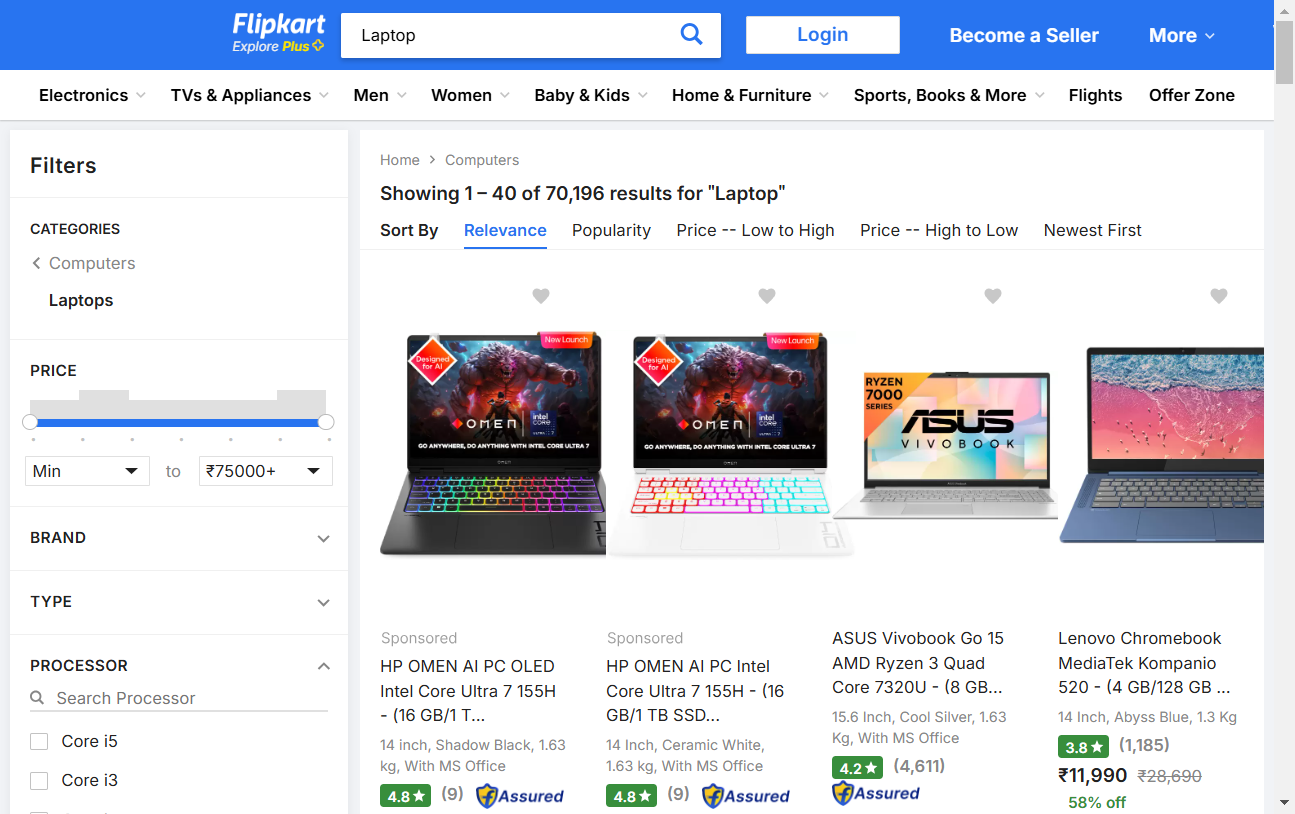 Flipkart
Explore Plus
Laptop
Login
Become a Seller
More
Electronics
TVs & Appliances
Men
Women
Baby & Kids
Home & Furniture
Sports, Books & More
Flights
Offer Zone
Filters
CATEGORIES
Computers
Laptops
PRICE
Min
to
₹75000+
BRAND
TYPE
PROCESSOR
Search Processor
Core i5
Core i3
Home
Computers
Showing 1 – 40 of 70,196 results for "Laptop"
Sort By
Relevance
Popularity
Price -- Low to High
Price -- High to Low
Newest First
New Launch
Designed
for AI
OMEN
intel
CORE
ULTRA 7
GO ANYWHERE, DO ANYTHING WITH INTEL CORE ULTRA 7
Sponsored
HP OMEN AI PC OLED
Intel Core Ultra 7 155H
- (16 GB/1 T...
14 inch, Shadow Black, 1.63
kg, With MS Office
4.8
(9)
Assured
New Launch
Designed
for AI
OMEN
intel
CORE
ULTRA 7
GO ANYWHERE, DO ANYTHING WITH INTEL CORE ULTRA 7
Sponsored
HP OMEN AI PC Intel
Core Ultra 7 155H - (16
GB/1 TB SSD...
14 Inch, Ceramic White,
1.63 kg, With MS Office
4.8
(9)
Assured
RYZEN
7000
SERIES
ASUS
VIVOBOOK
ASUS Vivobook Go 15
AMD Ryzen 3 Quad
Core 7320U - (8 GB...
15.6 Inch, Cool Silver, 1.63
Kg, With MS Office
4.2
(4,611)
Assured
Lenovo Chromebook
MediaTek Kompanio
520 - (4 GB/128 GB ...
14 Inch, Abyss Blue, 1.3 Kg
3.8
(1,185)
₹11,990
₹28,690
58% off